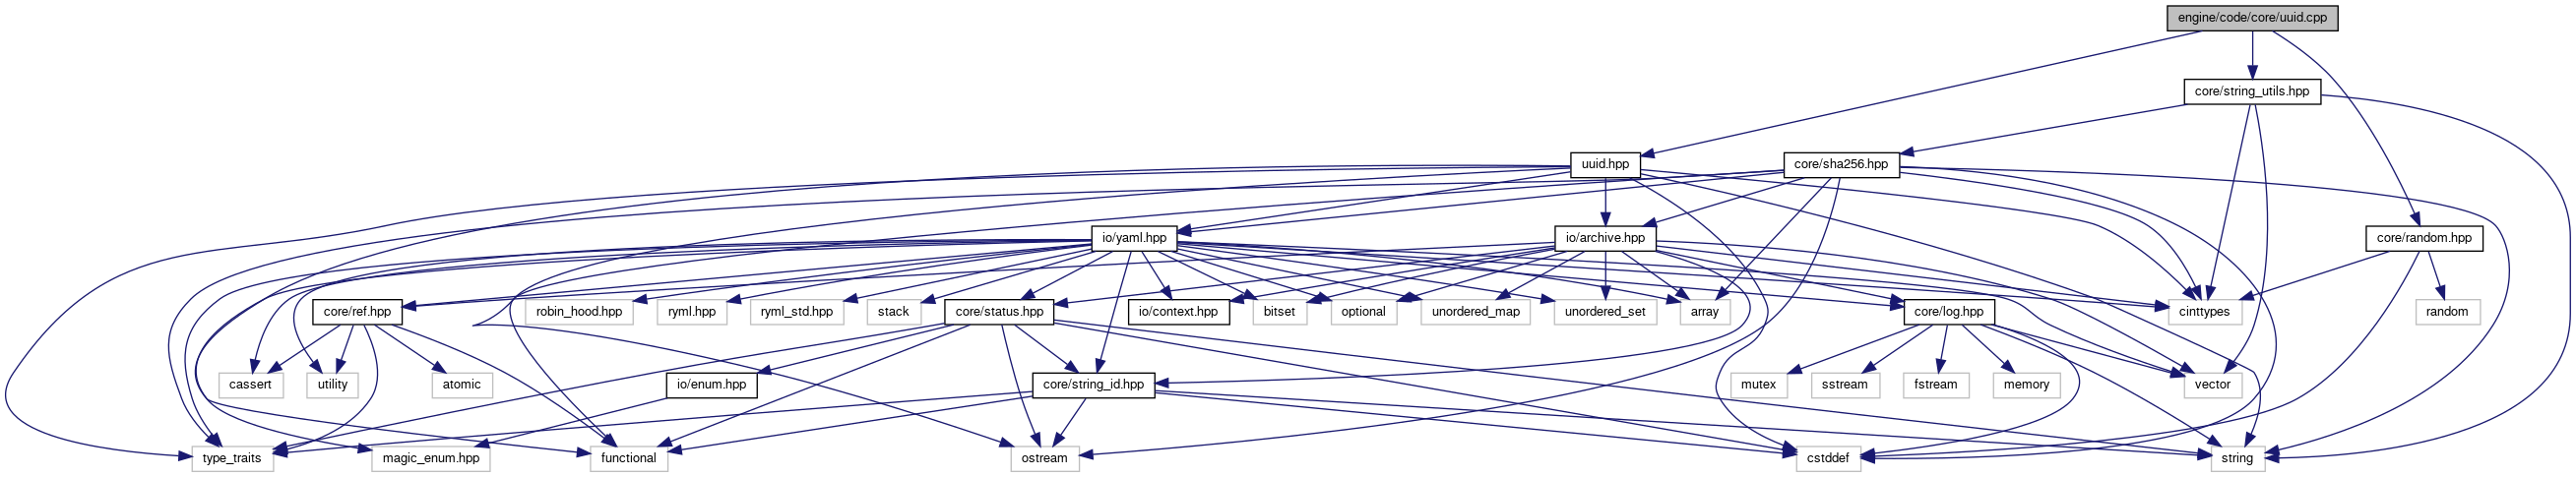 engine/code/core/uuid.cpp
core/string_utils.hpp
uuid.hpp
core/sha256.hpp
io/yaml.hpp
io/archive.hpp
core/random.hpp
core/ref.hpp
robin_hood.hpp
ryml.hpp
ryml_std.hpp
stack
core/status.hpp
io/context.hpp
bitset
optional
unordered_map
unordered_set
array
core/log.hpp
cinttypes
random
cassert
utility
atomic
io/enum.hpp
core/string_id.hpp
mutex
sstream
fstream
memory
vector
type_traits
magic_enum.hpp
functional
ostream
cstddef
string